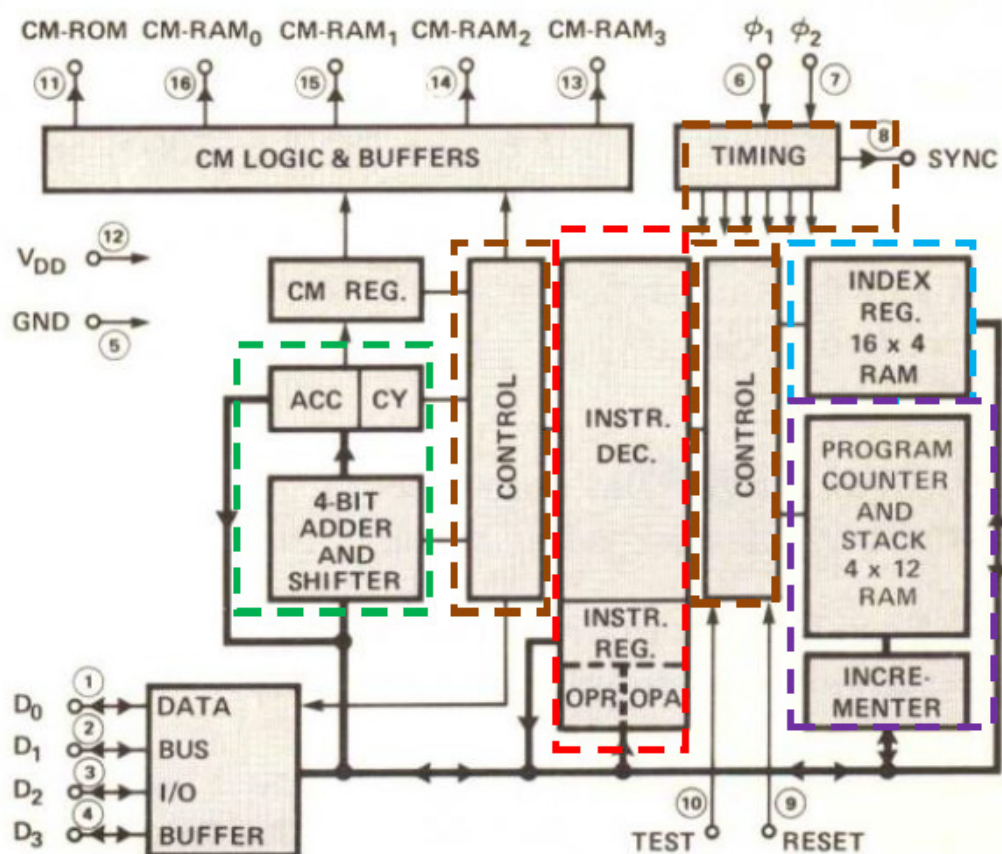 CM-ROM CM-RAM₀ CM-RAM₁ CM-RAM₂ CM-RAM₃ ϕ₁ ϕ₂
11 16 15 14 13 6 7
CM LOGIC & BUFFERS
TIMING
8
SYNC
V_DD
12
GND
5
CM REG.
ACC CY
4-BIT
ADDER
AND
SHIFTER
CONTROL
INSTR.
DEC.
INSTR.
REG.
OPR OPA
CONTROL
INDEX
REG.
16 x 4
RAM
PROGRAM
COUNTER
AND
STACK
4 x 12
RAM
INCRE-
MENTER
D₀ 1 DATA
D₁ 2 BUS
D₂ 3 I/O
D₃ 4 BUFFER
10 9
TEST RESET